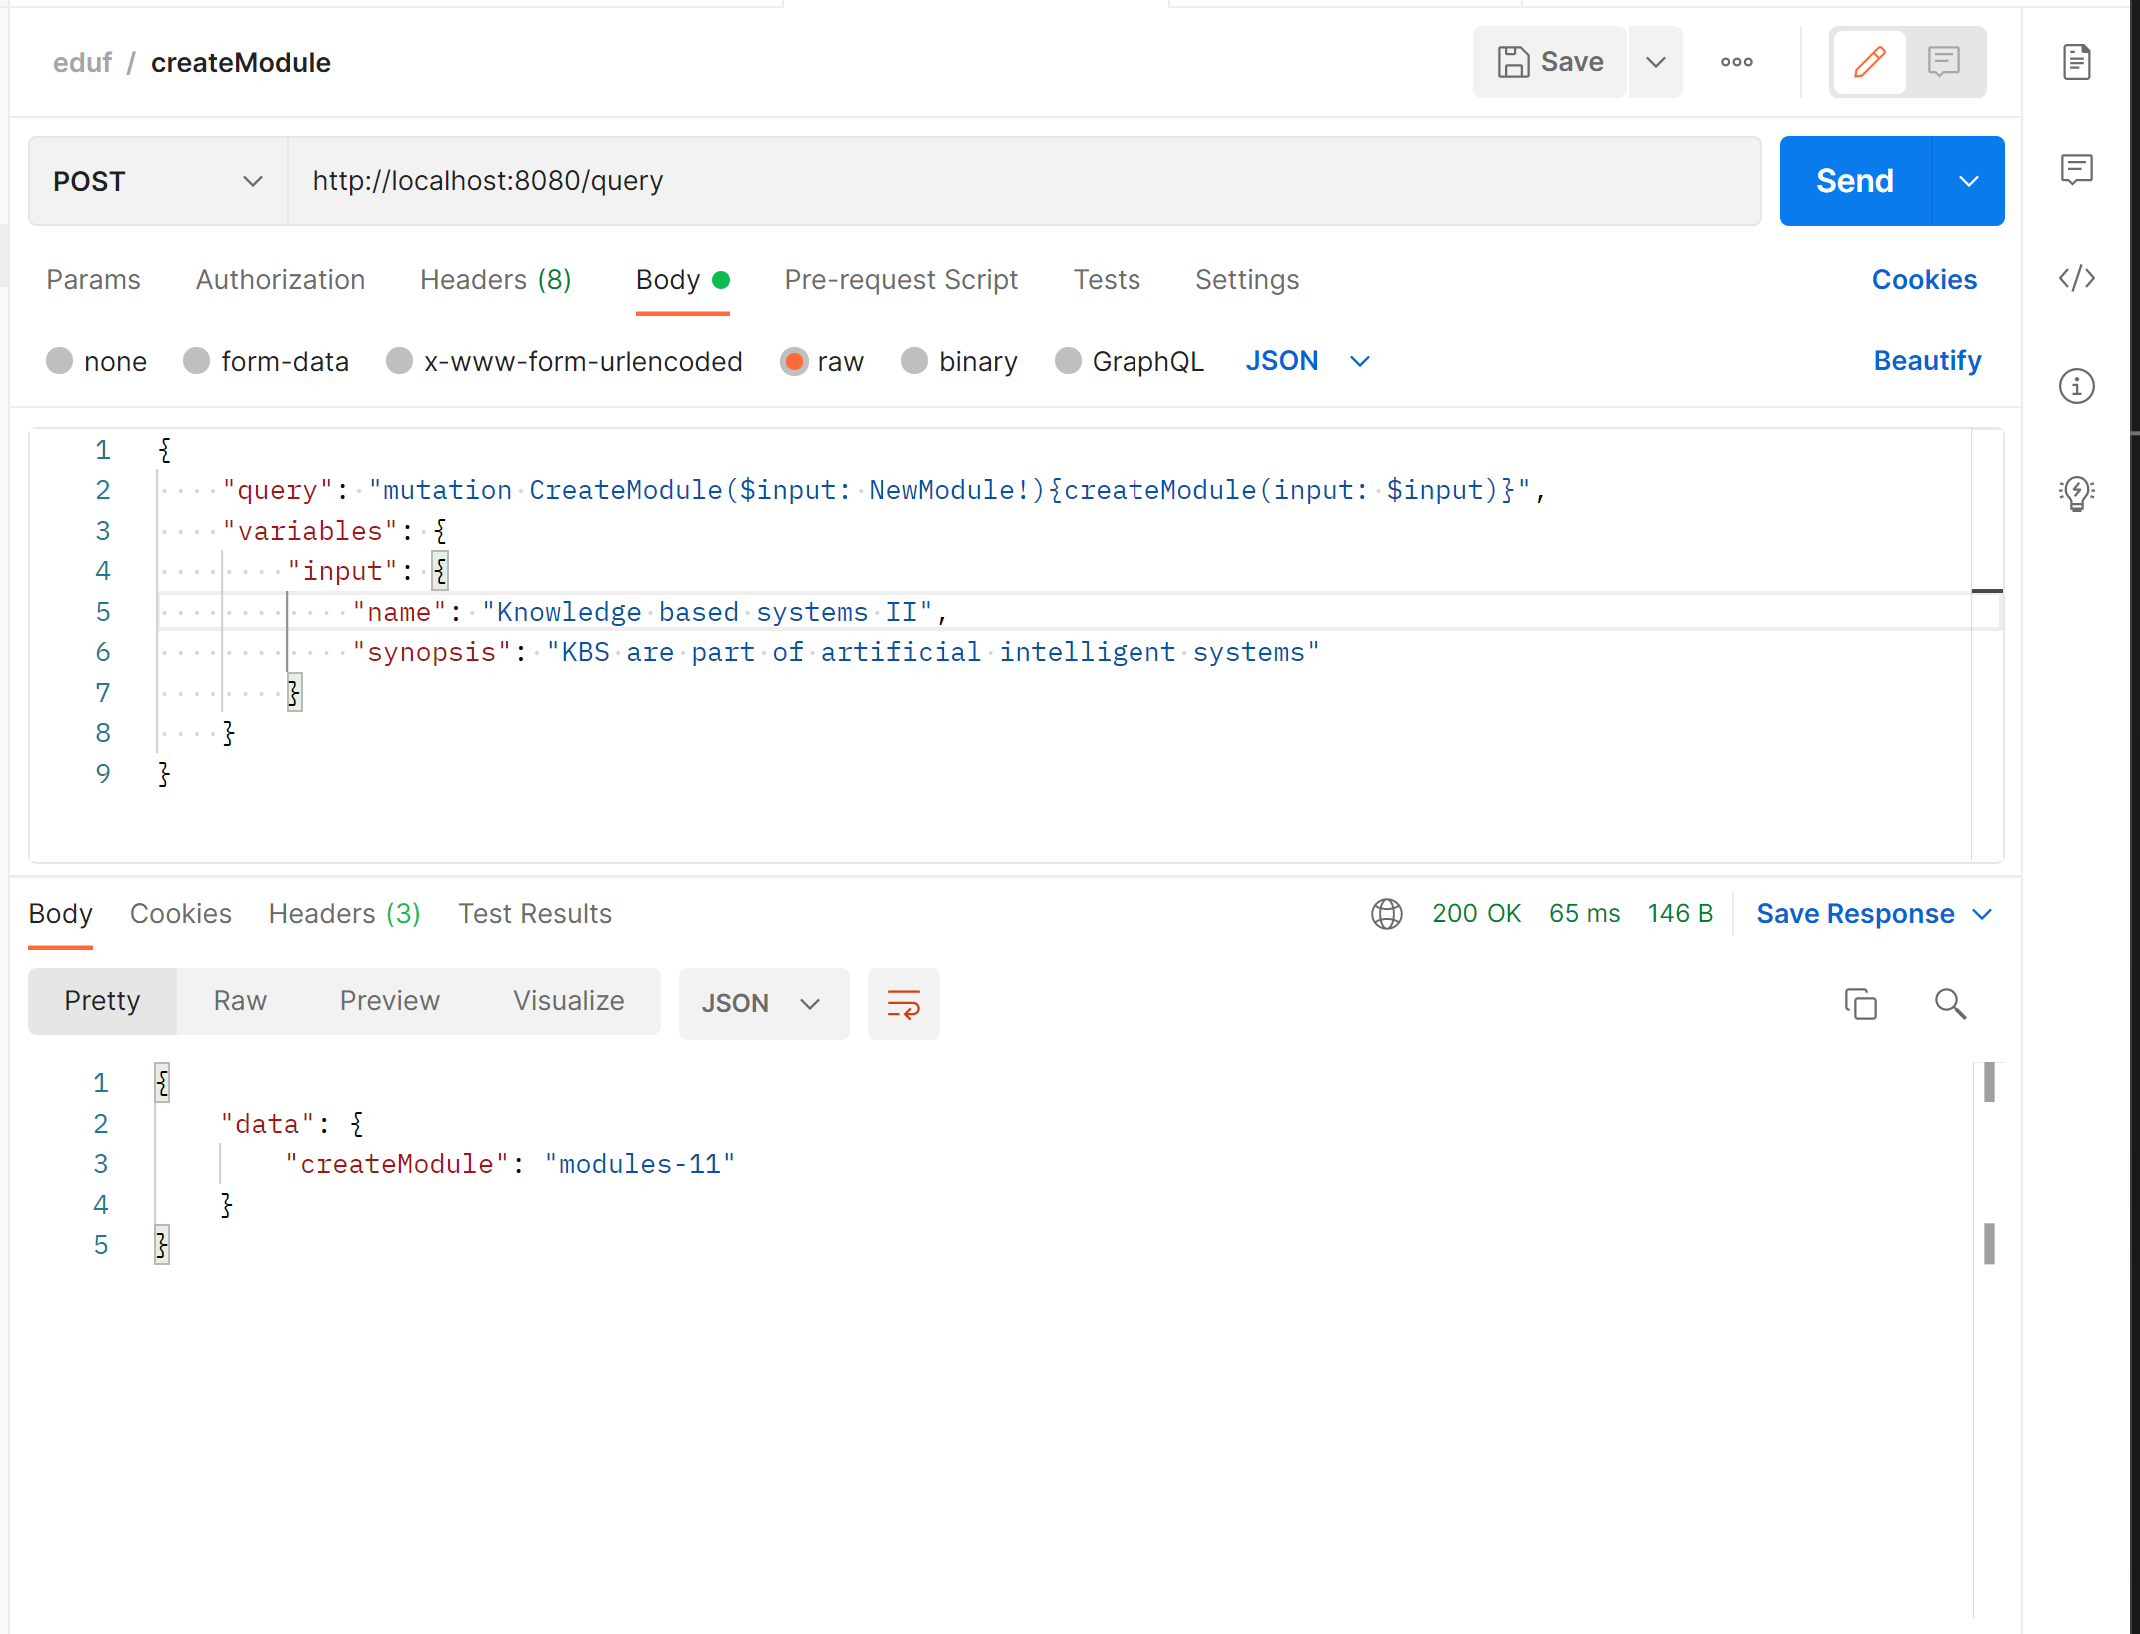 eduf / createModule
Save
POST
http://localhost:8080/query
Send
Params Authorization Headers (8) Body Pre-request Script Tests Settings Cookies
none form-data x-www-form-urlencoded raw binary GraphQL JSON Beautify
1 {
2 "query": "mutation CreateModule($input: NewModule!){createModule(input: $input)}",
3 "variables": {
4 "input": {
5 "name": "Knowledge based systems II",
6 "synopsis": "KBS are part of artificial intelligent systems"
7 }
8 }
9 }
Body Cookies Headers (3) Test Results 200 OK 65 ms 146 B Save Response
Pretty Raw Preview Visualize JSON
1 {
2 "data": {
3 "createModule": "modules-11"
4 }
5 }